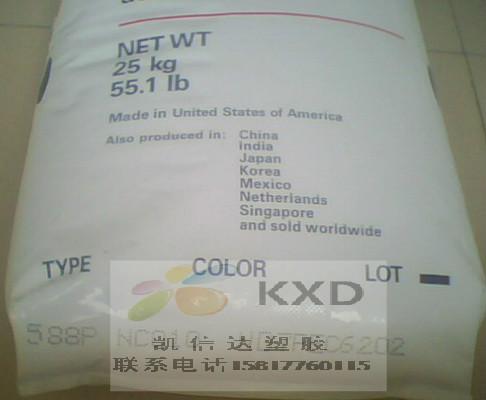 NET WT
25 kg
55.1 lb
Made in United States of America
Also produced in: China
India
Japan
Korea
Mexico
Netherlands
Singapore
and sold worldwide
TYPE COLOR LOT
KXD
588P NC010
凯信达塑胶
联系电话15817760115